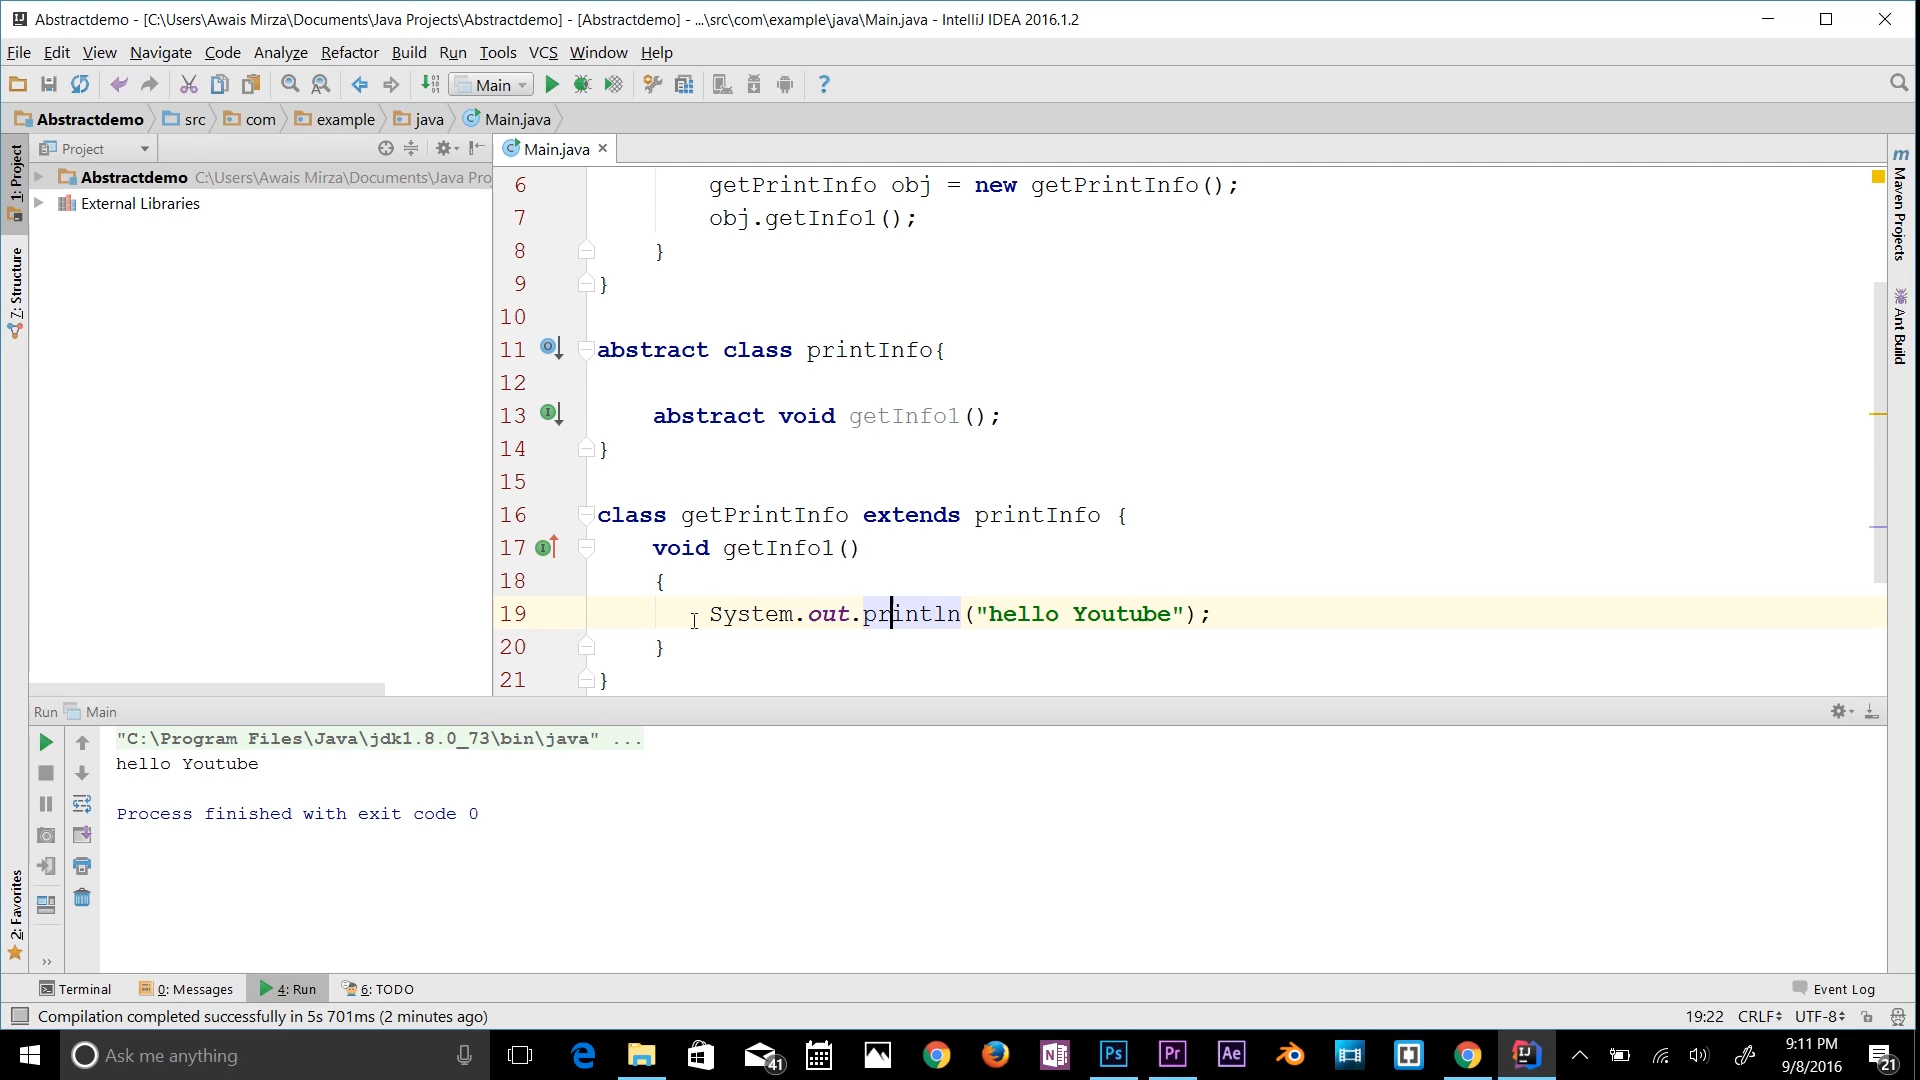 Abstractdemo - [C:\Users\Awais Mirza\Documents\Java Projects\Abstractdemo] - [Abstractdemo] - ...\src\com\example\java\Main.java - IntelliJ IDEA 2016.1.2
File Edit View Navigate Code Analyze Refactor Build Run Tools VCS Window Help
Main
Abstractdemo src com example java Main.java
1: Project
7: Structure
2: Favorites
Project
Abstractdemo C:\Users\Awais Mirza\Documents\Java Pro
External Libraries
Main.java
6 getPrintInfo obj = new getPrintInfo();
7 obj.getInfo1();
8 }
9 }
10
11 abstract class printInfo{
12
13 abstract void getInfo1();
14 }
15
16 class getPrintInfo extends printInfo {
17 void getInfo1()
18 {
19 System.out.println("hello Youtube");
20 }
21 }
m Maven Projects
Ant Build
Run Main
"C:\Program Files\Java\jdk1.8.0_73\bin\java" ...
hello Youtube
Process finished with exit code 0
Terminal 0: Messages 4: Run 6: TODO Event Log
Compilation completed successfully in 5s 701ms (2 minutes ago) 19:22 CRLF UTF-8
Ask me anything 41 N Ps Pr Ae IJ 9:11 PM
9/8/2016 21